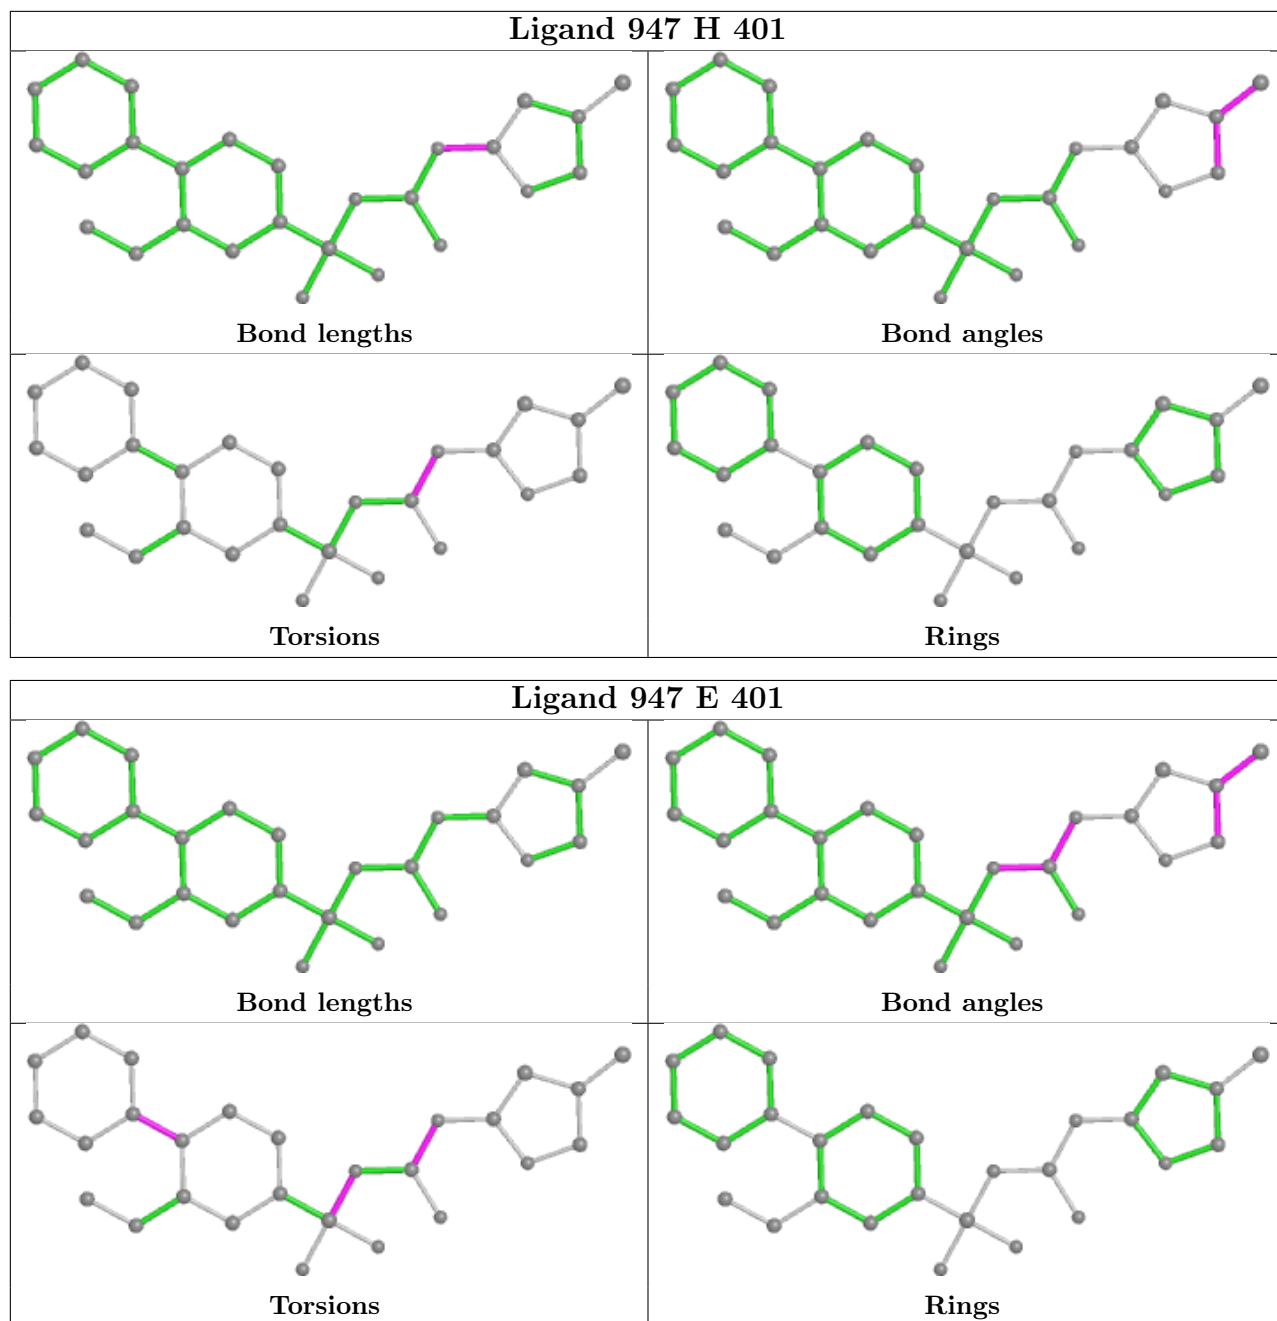 Ligand 947 H 401
Bond lengths
Bond angles
Torsions
Rings
Ligand 947 E 401
Bond lengths
Bond angles
Torsions
Rings